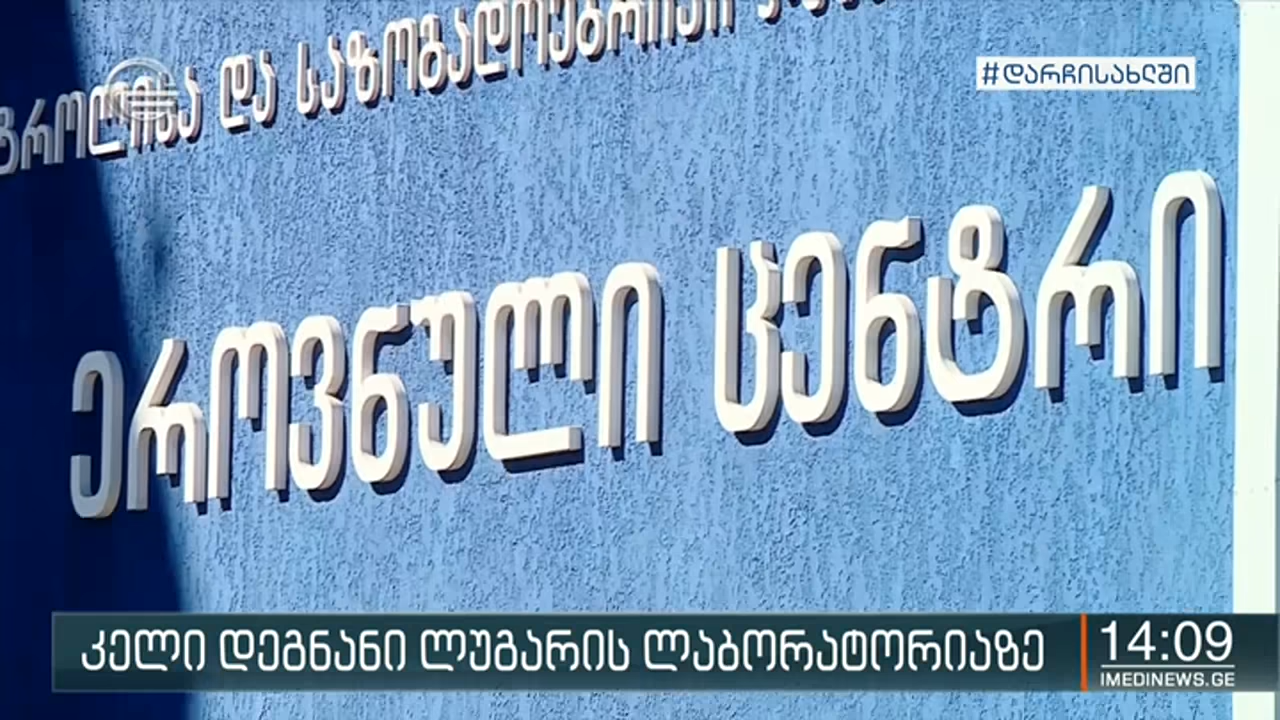 და საზოგადოებრივი
#დარჩისახლში
ეროვნული ცენტრი
კელი დეგნანი ლუგარის ლაბორატორიაზე
14:09
IMEDINEWS.GE